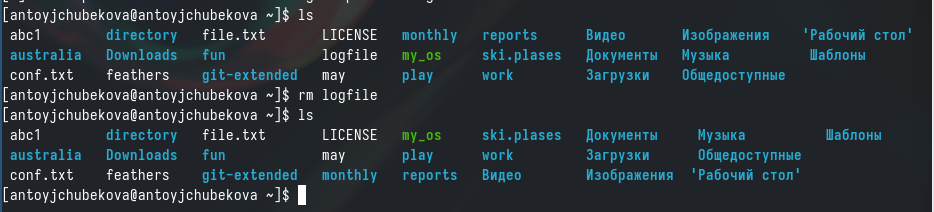 [antoyjchubekova@antoyjchubekova ~]$ ls
abc1 directory file.txt LICENSE monthly reports Видео Изображения 'Рабочий стол'
australia Downloads fun logfile my_os ski.plases Документы Музыка Шаблоны
conf.txt feathers git-extended may play work Загрузки Общедоступные
[antoyjchubekova@antoyjchubekova ~]$ rm logfile
[antoyjchubekova@antoyjchubekova ~]$ ls
abc1 directory file.txt LICENSE my_os ski.plases Документы Музыка Шаблоны
australia Downloads fun may play work Загрузки Общедоступные
conf.txt feathers git-extended monthly reports Видео Изображения 'Рабочий стол'
[antoyjchubekova@antoyjchubekova ~]$